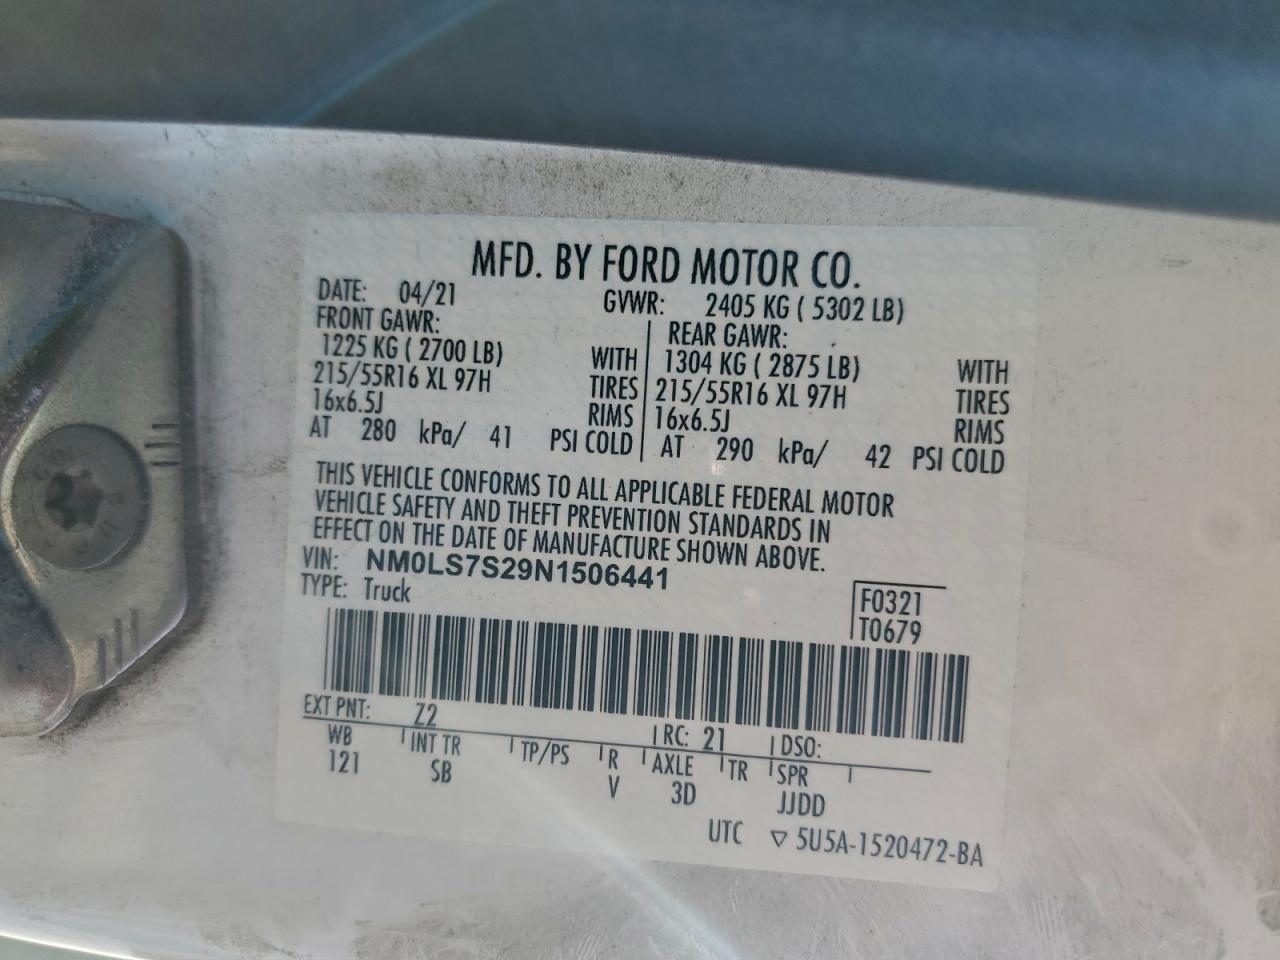 MFD. BY FORD MOTOR CO.
DATE: 04/21 GVWR: 2405 KG ( 5302 LB)
FRONT GAWR: REAR GAWR:
1225 KG ( 2700 LB) WITH 1304 KG ( 2875 LB) WITH
215/55R16 XL 97H TIRES 215/55R16 XL 97H TIRES
16x6.5J RIMS 16x6.5J RIMS
AT 280 kPa/ 41 PSI COLD AT 290 kPa/ 42 PSI COLD
THIS VEHICLE CONFORMS TO ALL APPLICABLE FEDERAL MOTOR
VEHICLE SAFETY AND THEFT PREVENTION STANDARDS IN
EFFECT ON THE DATE OF MANUFACTURE SHOWN ABOVE.
VIN: NM0LS7S29N1506441
TYPE: Truck
F0321
T0679
EXT PNT: Z2 RC: 21 DSO:
WB INT TR TP/PS R AXLE TR SPR
121 SB V 3D JJDD
UTC ▽ 5U5A-1520472-BA